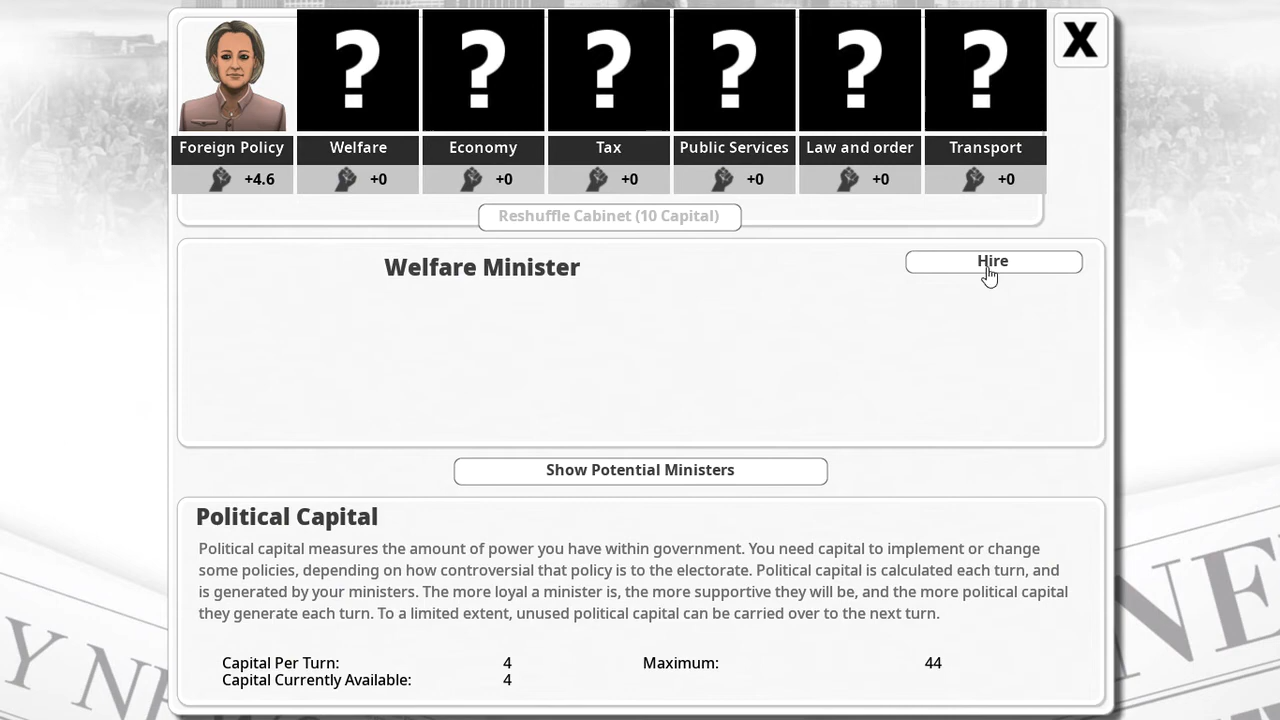 ? ? ? ? ? ? X
Foreign Policy Welfare Economy Tax Public Services Law and order Transport
+4.6 +0 +0 +0 +0 +0 +0
Reshuffle Cabinet (10 Capital)
Welfare Minister
Hire
Show Potential Ministers
Political Capital
Political capital measures the amount of power you have within government. You need capital to implement or change
some policies, depending on how controversial that policy is to the electorate. Political capital is calculated each turn, and
is generated by your ministers. The more loyal a minister is, the more supportive they will be, and the more political capital
they generate each turn. To a limited extent, unused political capital can be carried over to the next turn.
Capital Per Turn: 4 Maximum: 44
Capital Currently Available: 4